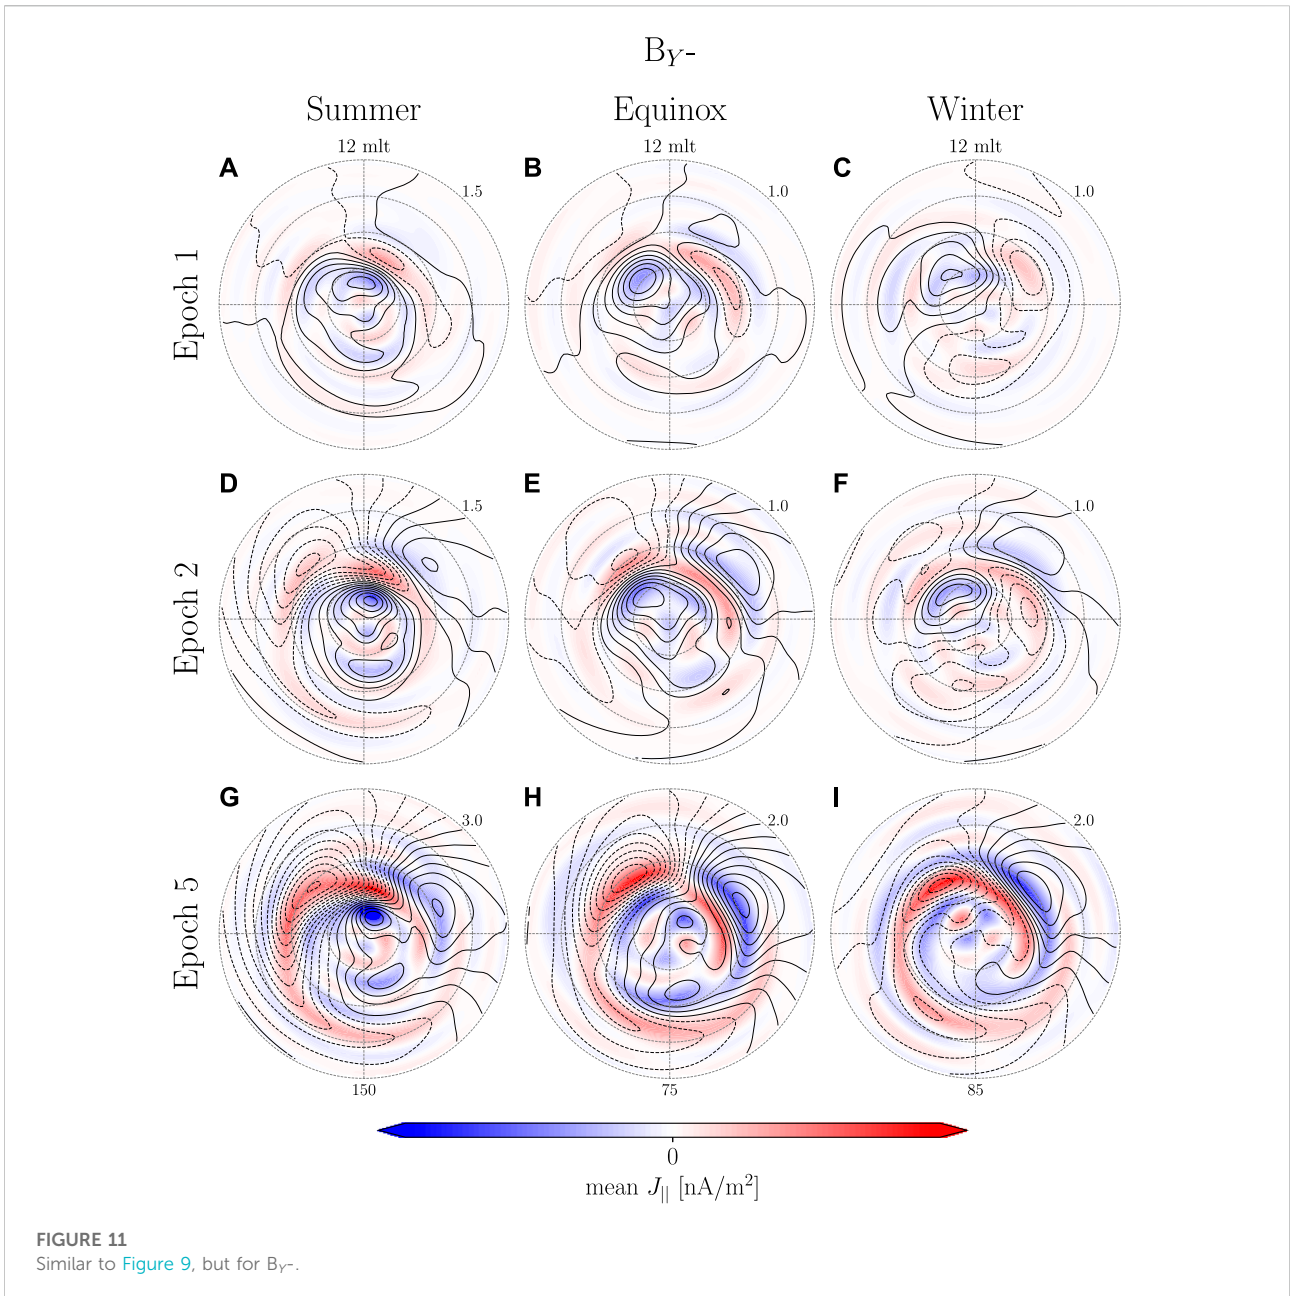 B_Y-
Summer Equinox Winter
12 mlt 12 mlt 12 mlt
A 1.5 B 1.0 C 1.0
Epoch 1
D 1.5 E 1.0 F 1.0
Epoch 2
G 3.0 H 2.0 I 2.0
Epoch 5
150 75 85
0
mean J_|| [nA/m²]
FIGURE 11
Similar to Figure 9, but for B_Y-.